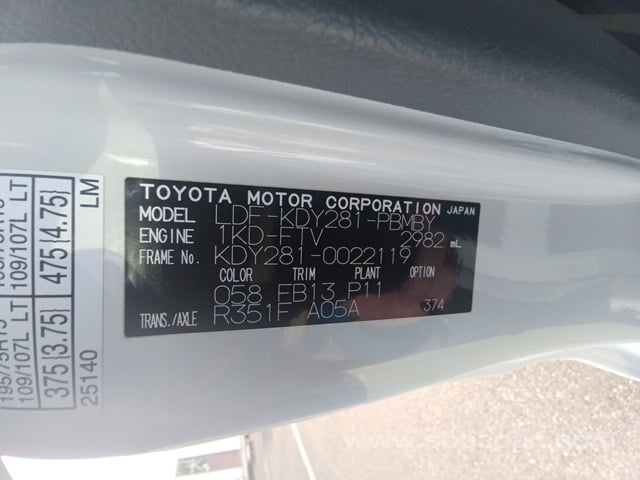 TOYOTA MOTOR CORPORATION JAPAN
MODEL LDF-KDY281-PBMBY
ENGINE 1KD-FTV 2982 mL
FRAME No. KDY281-0022119
COLOR TRIM PLANT OPTION
058 FB13 P11
TRANS./AXLE R351F A05A 374
195/75R15
109/107L LT 109/107L LT
375{3.75} 475{4.75}
25140 LM